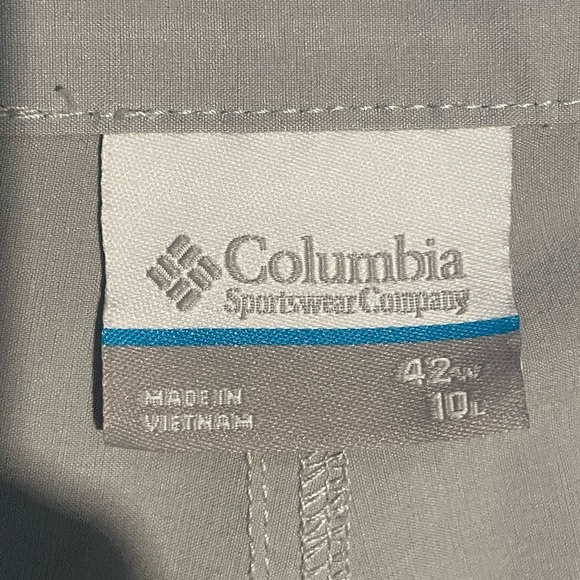 Columbia
Sportswear Company
42W
MADE IN
10L
VIETNAM